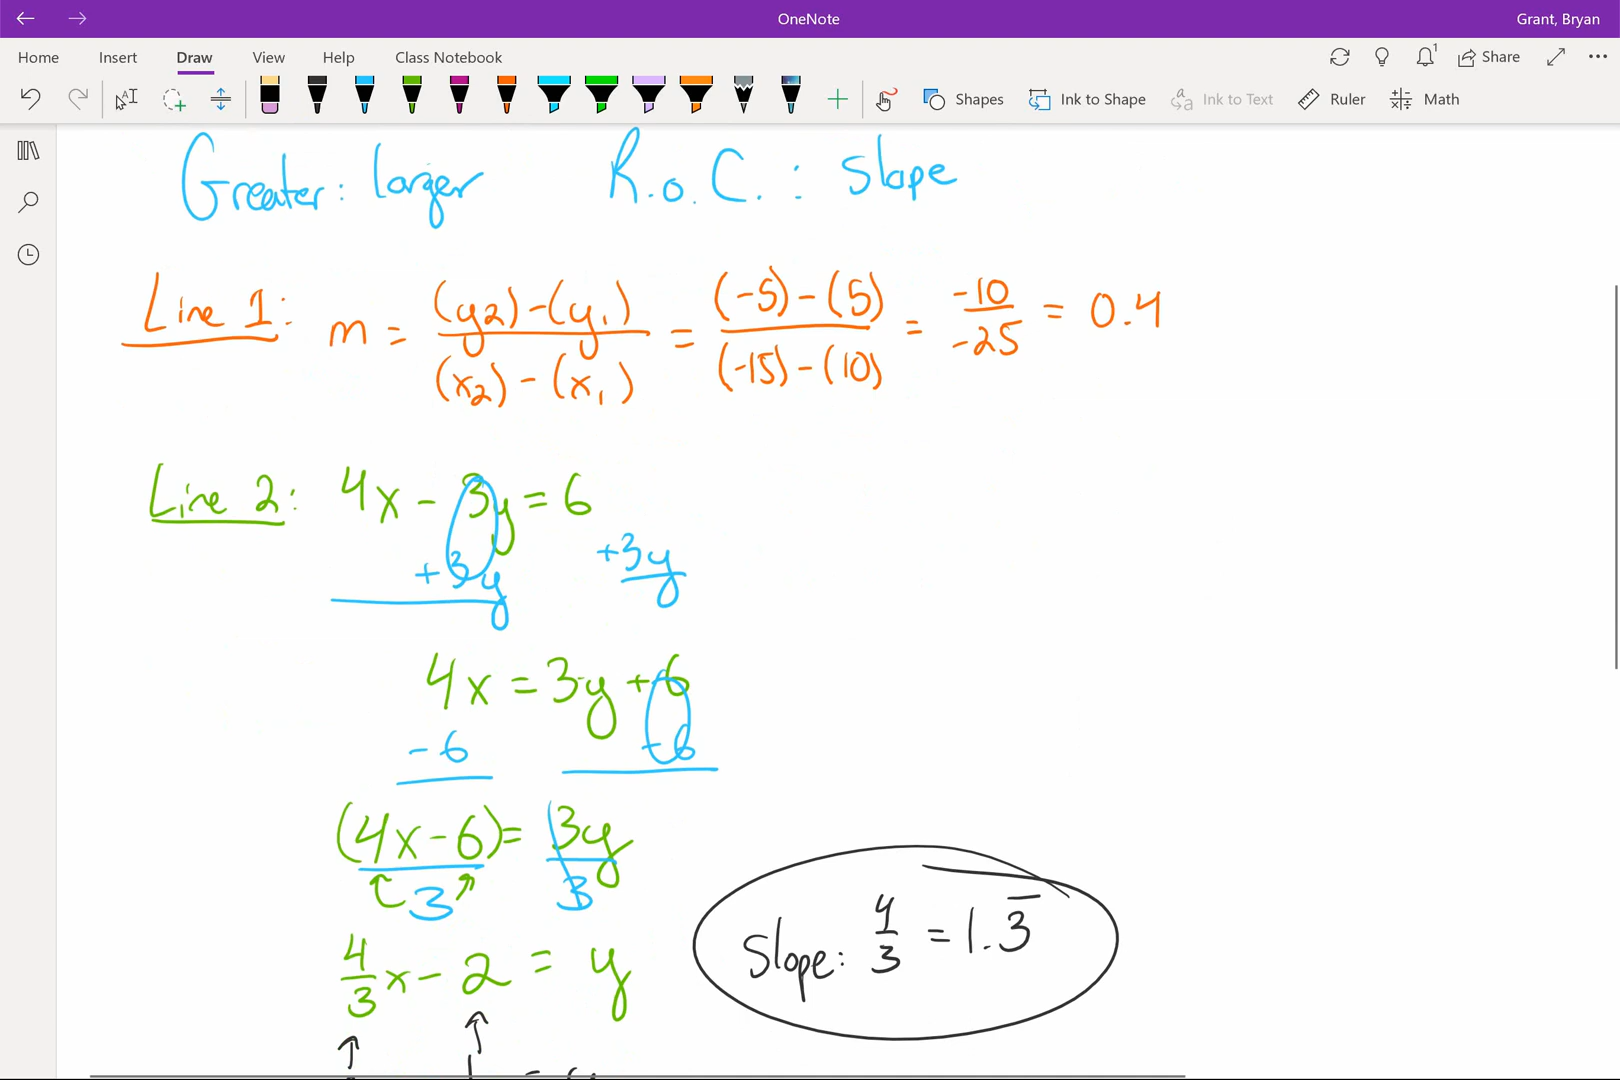 OneNote
Grant, Bryan
Home Insert Draw View Help Class Notebook
1
Share
Shapes Ink to Shape Ink to Text Ruler Math
Greater: larger R.o.C.: slope
Line 1: m = (y2)-(y₁) / (x₂)-(x₁) = (-5)-(5) / (-15)-(10) = -10/-25 = 0.4
Line 2: 4x - 3y = 6
+3y +3y
4x = 3y + 6
-6 -6
(4x-6) = 3y
3 3
Slope: 4/3 = 1.3̅
4/3 x - 2 = y